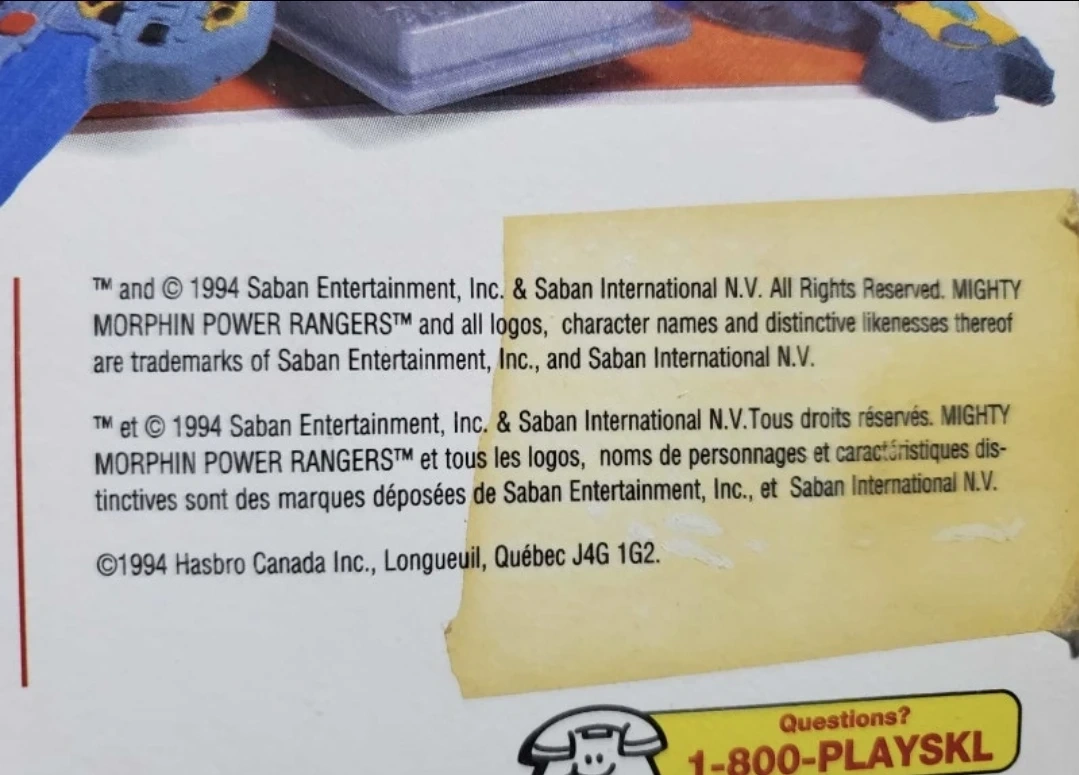 ™ and © 1994 Saban Entertainment, Inc. & Saban International N.V. All Rights Reserved. MIGHTY
MORPHIN POWER RANGERS™ and all logos, character names and distinctive likenesses thereof
are trademarks of Saban Entertainment, Inc., and Saban International N.V.
™ et © 1994 Saban Entertainment, Inc. & Saban International N.V.Tous droits réservés. MIGHTY
MORPHIN POWER RANGERS™ et tous les logos, noms de personnages et caractéristiques dis-
tinctives sont des marques déposées de Saban Entertainment, Inc., et Saban International N.V.
©1994 Hasbro Canada Inc., Longueuil, Québec J4G 1G2.
Questions?
1-800-PLAYSKL